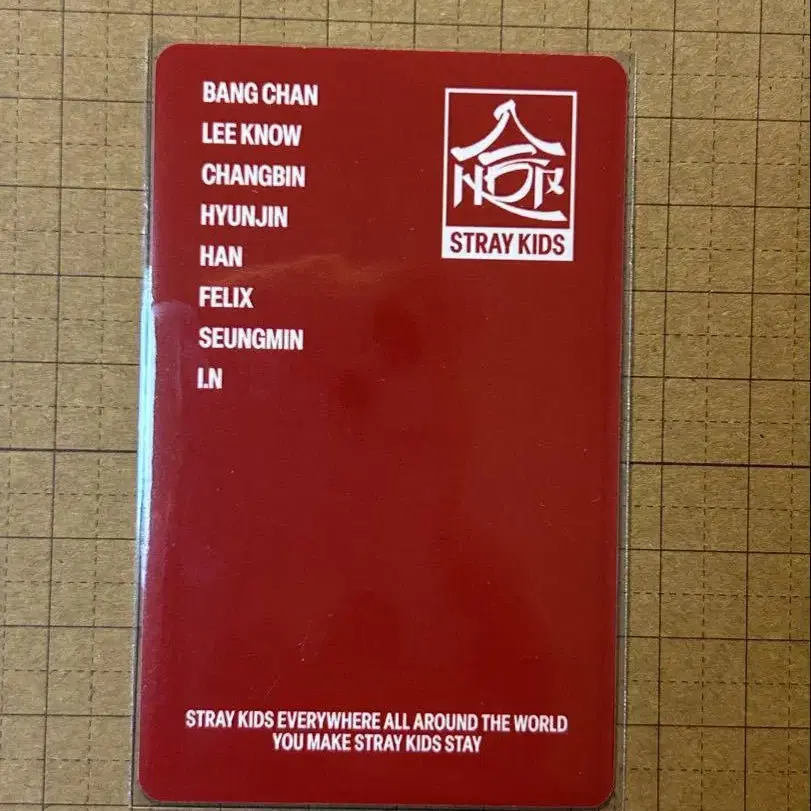 BANG CHAN
LEE KNOW
CHANGBIN
HYUNJIN
HAN
FELIX
SEUNGMIN
I.N
STRAY KIDS
STRAY KIDS EVERYWHERE ALL AROUND THE WORLD
YOU MAKE STRAY KIDS STAY